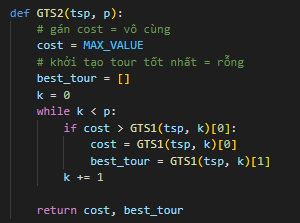 def GTS2(tsp, p):
    # gán cost = vô cùng
    cost = MAX_VALUE
    # khởi tạo tour tốt nhất = rỗng
    best_tour = []
    k = 0
    while k < p:
        if cost > GTS1(tsp, k)[0]:
            cost = GTS1(tsp, k)[0]
            best_tour = GTS1(tsp, k)[1]
        k += 1
    return cost, best_tour